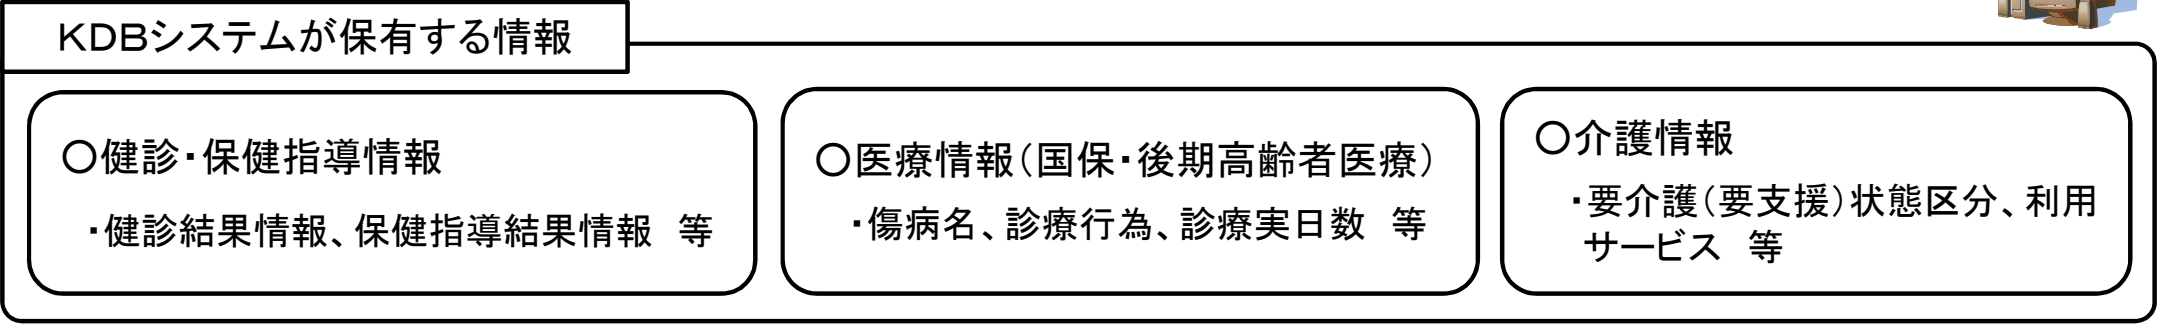 KDBシステムが保有する情報
〇健診・保健指導情報
・健診結果情報、保健指導結果情報　等
〇医療情報（国保・後期高齢者医療）
・傷病名、診療行為、診療実日数　等
〇介護情報
・要介護（要支援）状態区分、利用
サービス　等